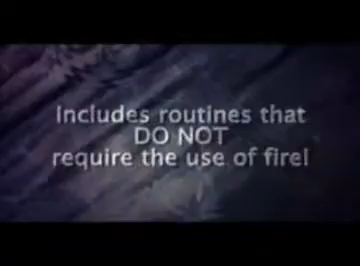 Includes routines that
DO NOT
require the use of fire!